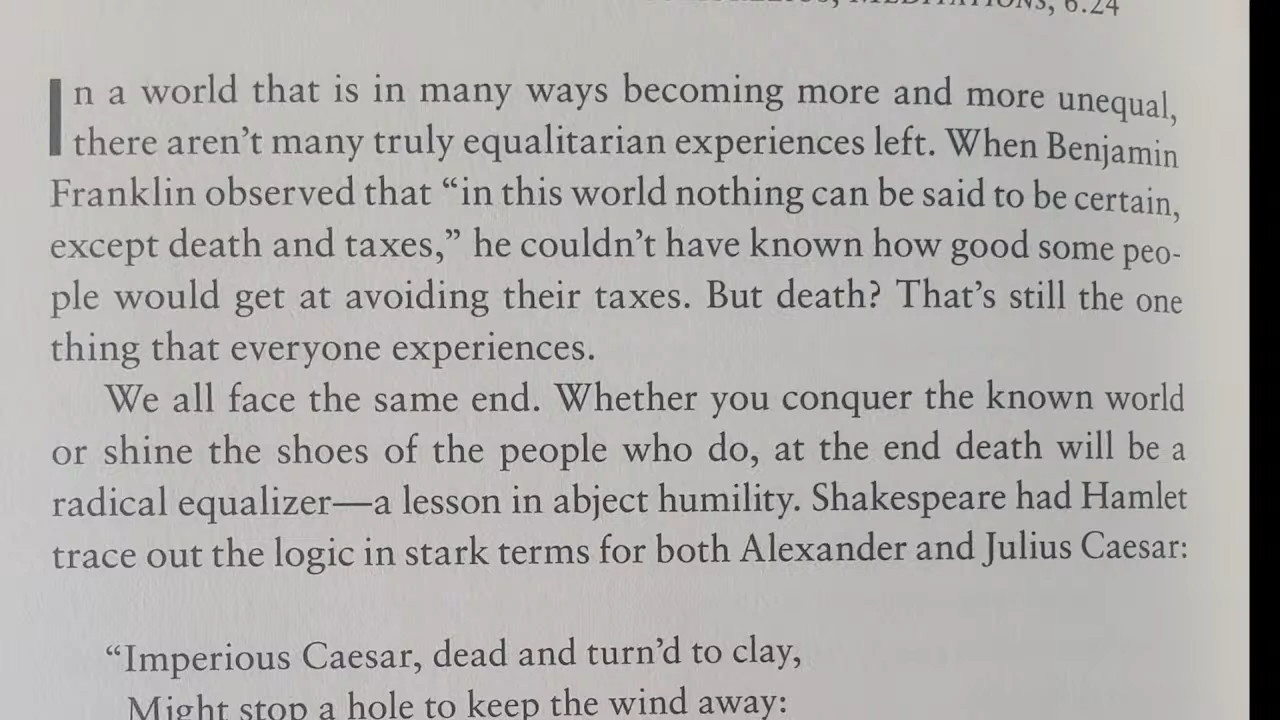 MEDITATIONS, 6.24
In a world that is in many ways becoming more and more unequal,
there aren’t many truly equalitarian experiences left. When Benjamin
Franklin observed that “in this world nothing can be said to be certain,
except death and taxes,” he couldn’t have known how good some peo-
ple would get at avoiding their taxes. But death? That’s still the one
thing that everyone experiences.
We all face the same end. Whether you conquer the known world
or shine the shoes of the people who do, at the end death will be a
radical equalizer—a lesson in abject humility. Shakespeare had Hamlet
trace out the logic in stark terms for both Alexander and Julius Caesar:
“Imperious Caesar, dead and turn’d to clay,
Might stop a hole to keep the wind away: